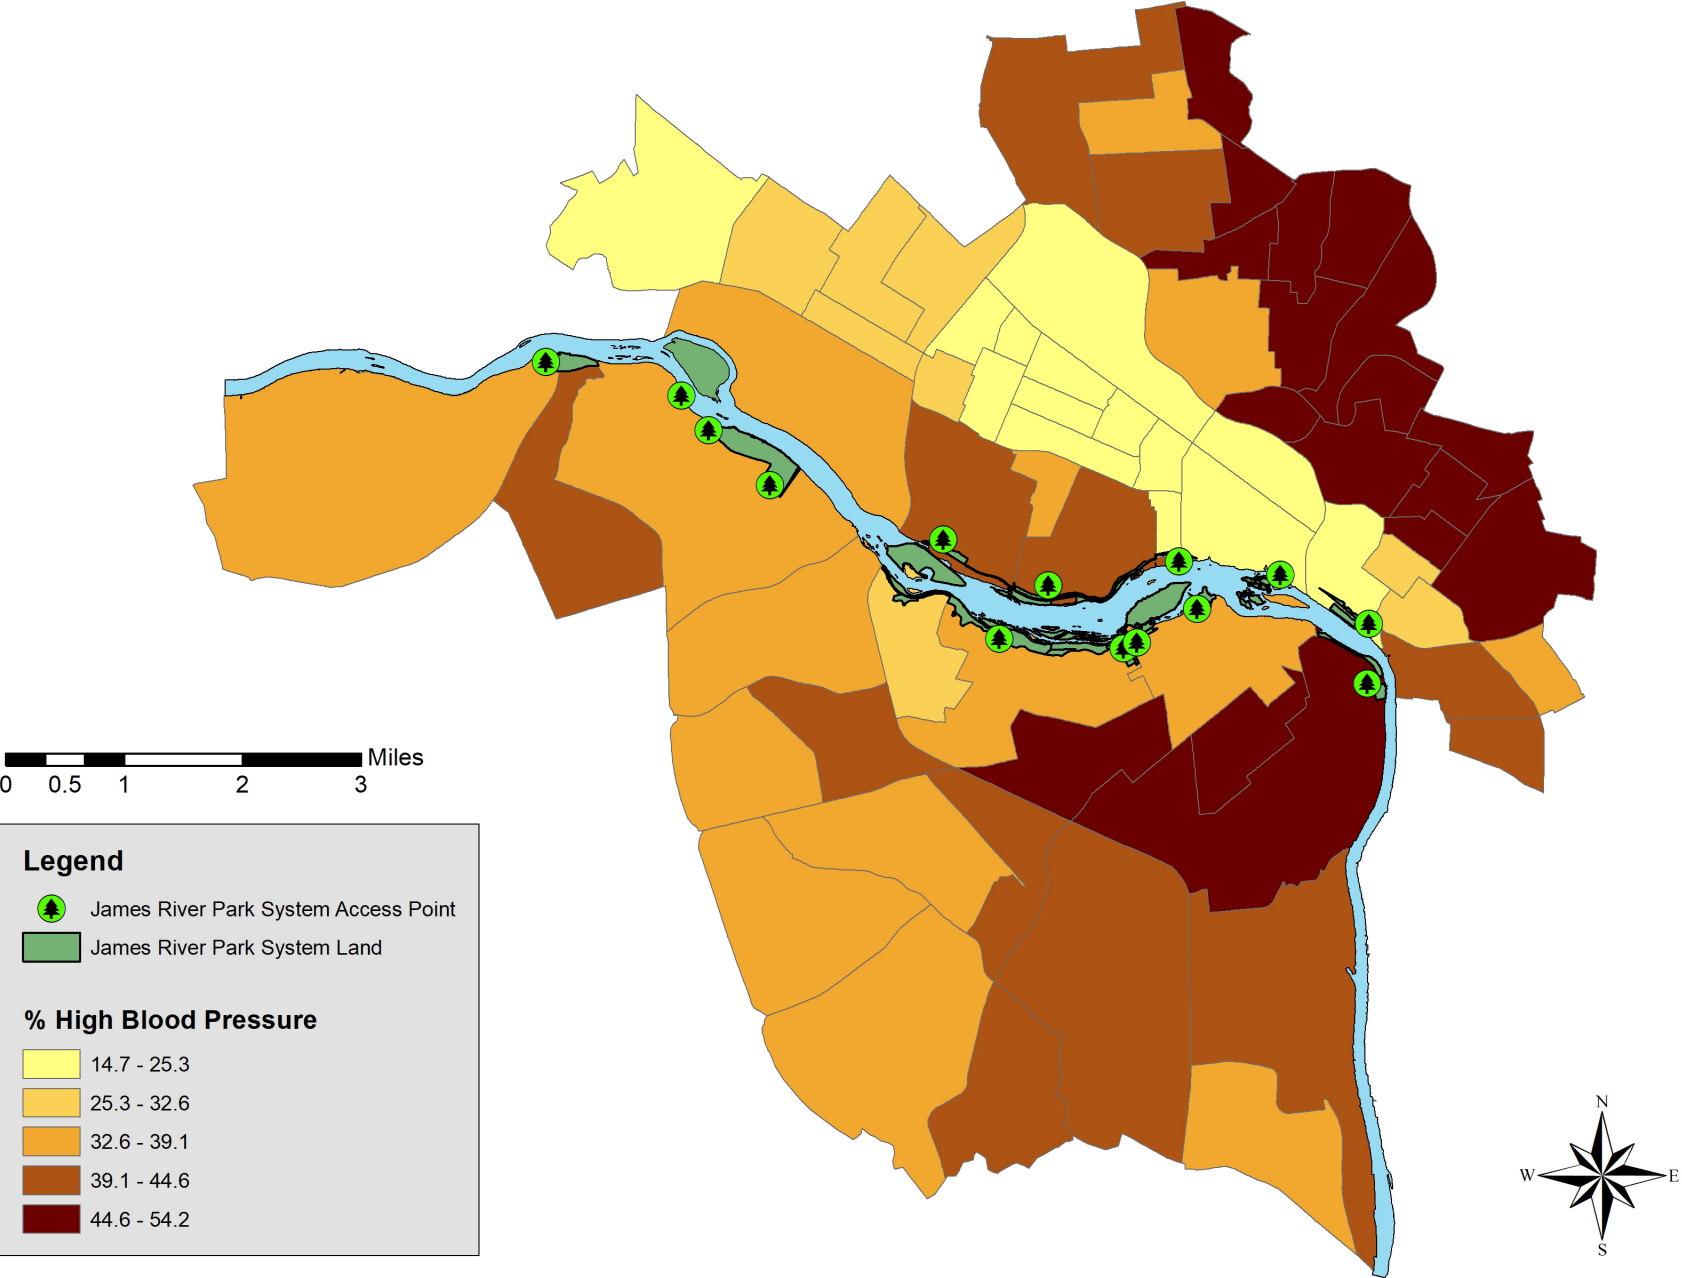 Miles
0 0.5 1 2 3
Legend
James River Park System Access Point
James River Park System Land
% High Blood Pressure
14.7 - 25.3
25.3 - 32.6
32.6 - 39.1
39.1 - 44.6
44.6 - 54.2
N
W E
S